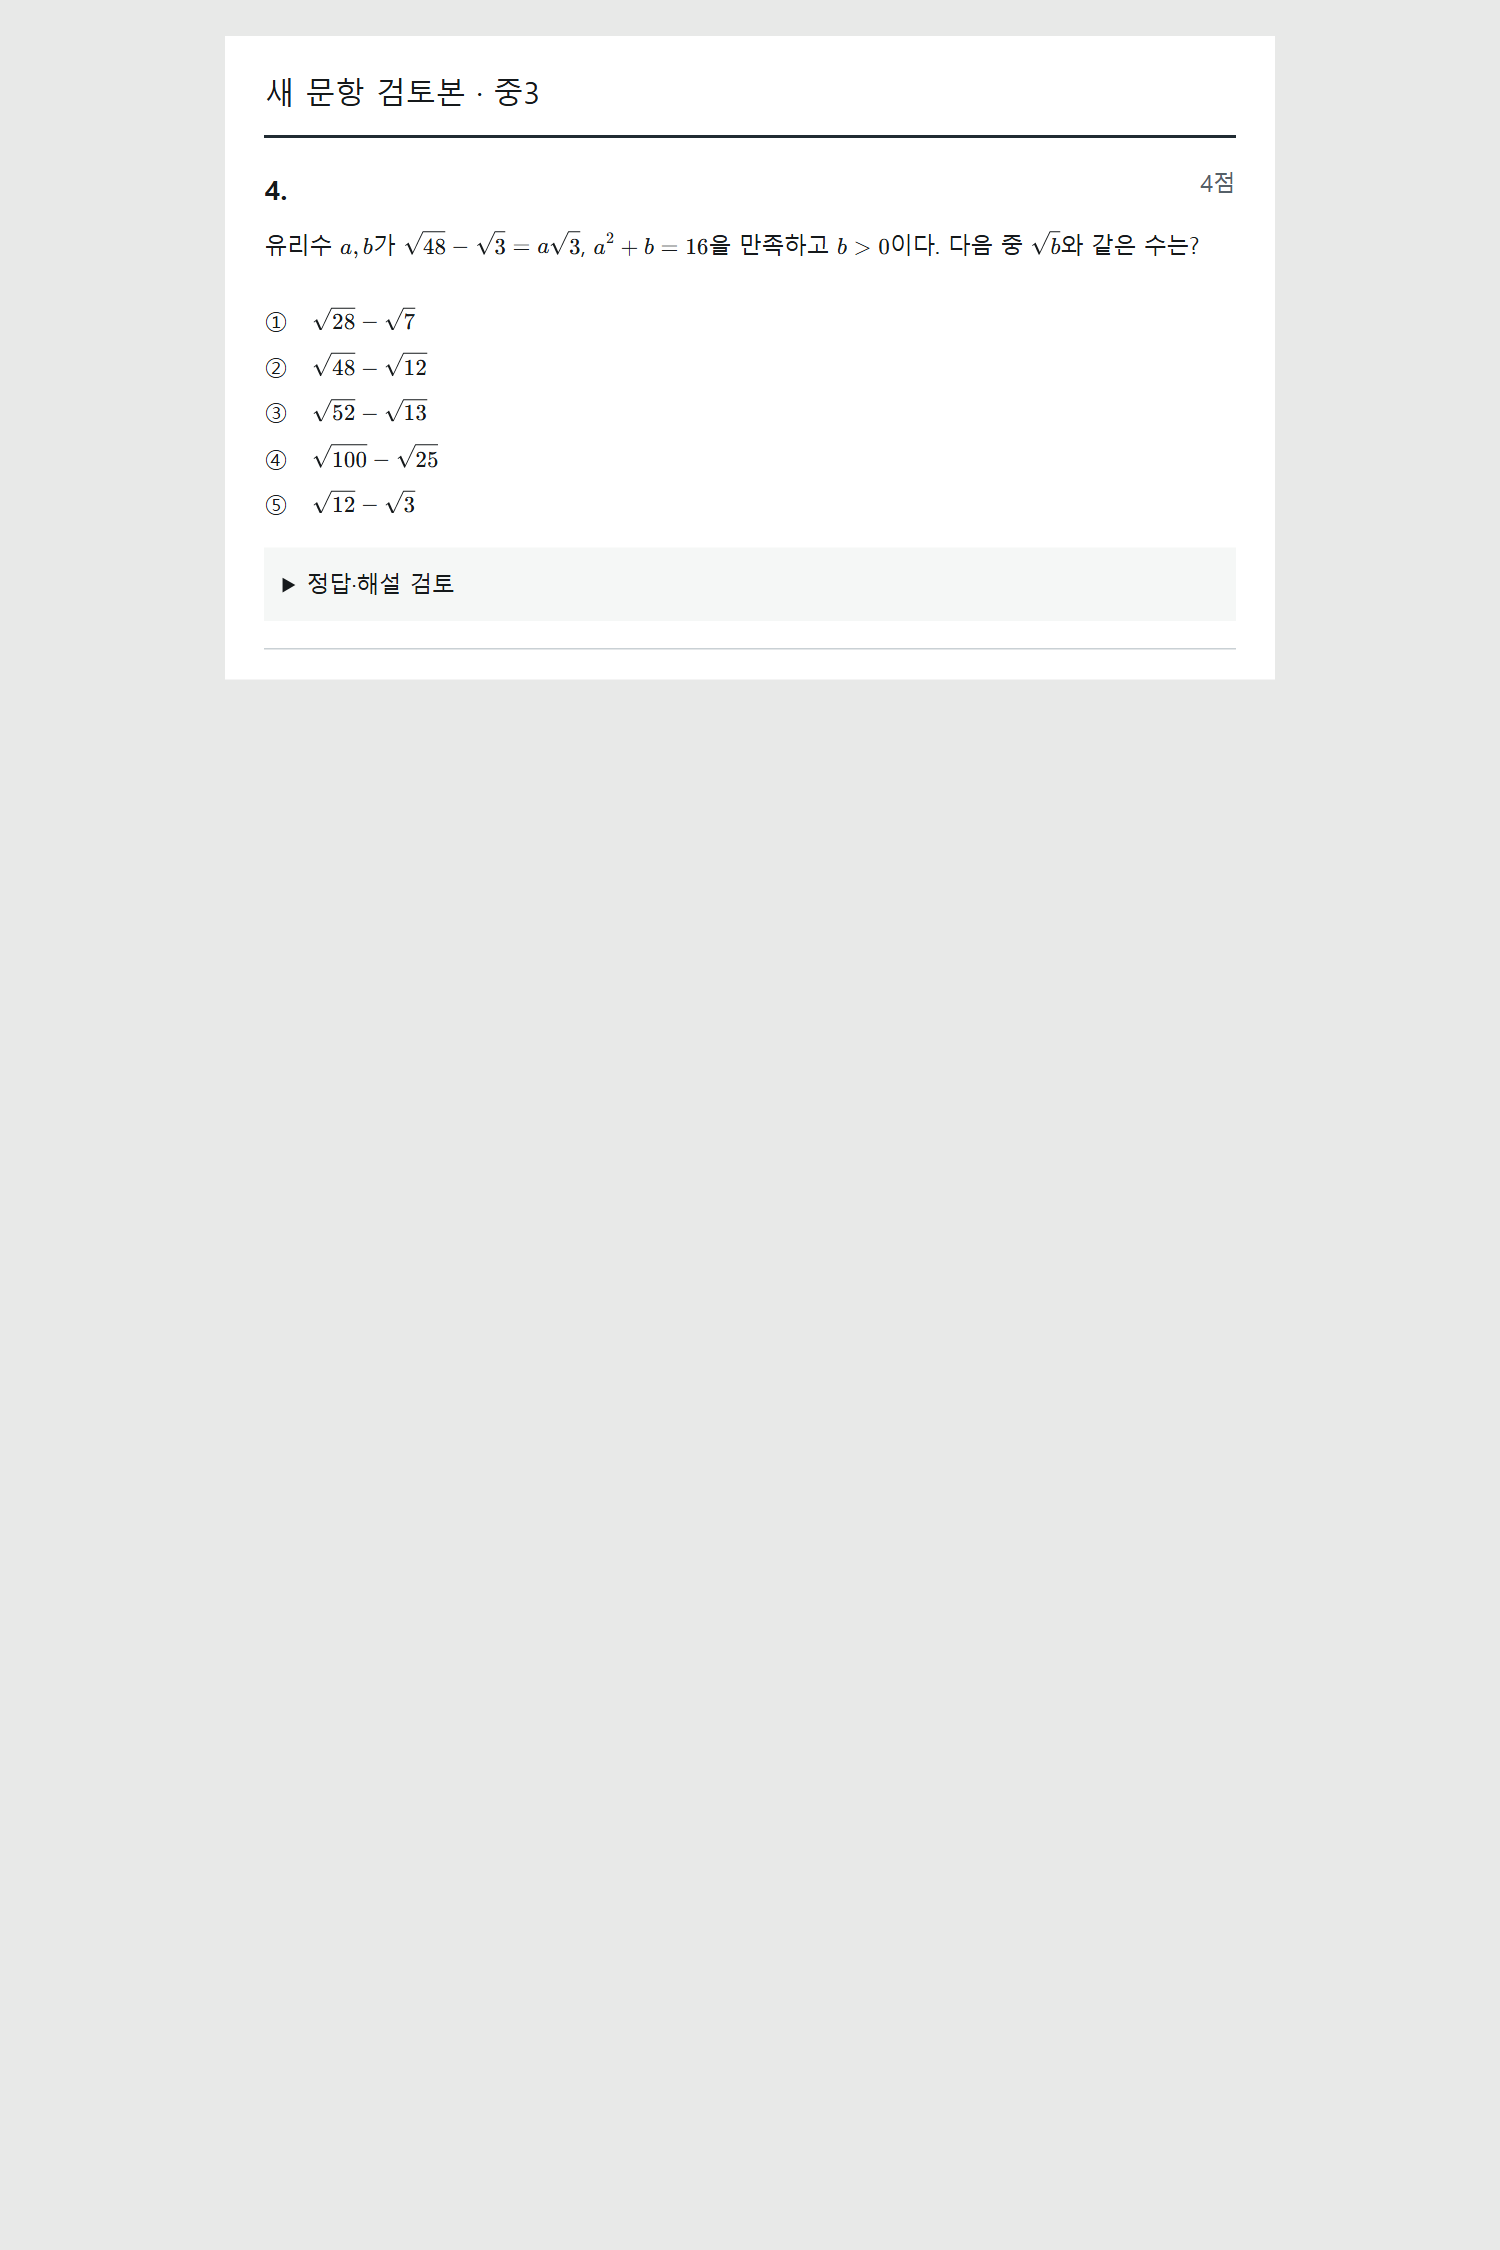 새 문항 검토본 · 중3
4.
4점
유리수 a, b가 √48 − √3 = a√3, a² + b = 16을 만족하고 b > 0이다. 다음 중 √b와 같은 수는?
① √28 − √7
② √48 − √12
③ √52 − √13
④ √100 − √25
⑤ √12 − √3
▶ 정답·해설 검토